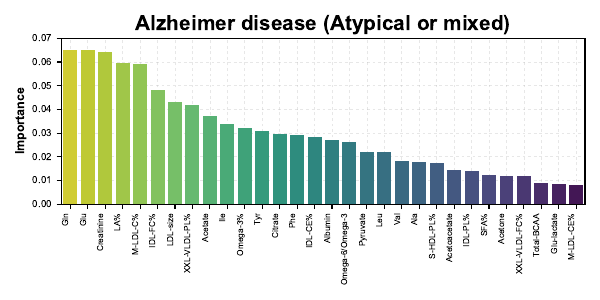 Alzheimer disease (Atypical or mixed)
Importance
0.07
0.06
0.05
0.04
0.03
0.02
0.01
0.00
Gln
Glu
Creatinine
LA%
M-LDL-C%
IDL-FC%
LDL-size
XXL-VLDL-PL%
Acetate
Ile
Omega-3%
Tyr
Citrate
Phe
IDL-CE%
Albumin
Omega-6/Omega-3
Pyruvate
Leu
Val
Ala
S-HDL-PL%
Acetoacetate
IDL-PL%
SFA%
Acetone
XXL-VLDL-FC%
Total-BCAA
Glu-lactate
M-LDL-CE%